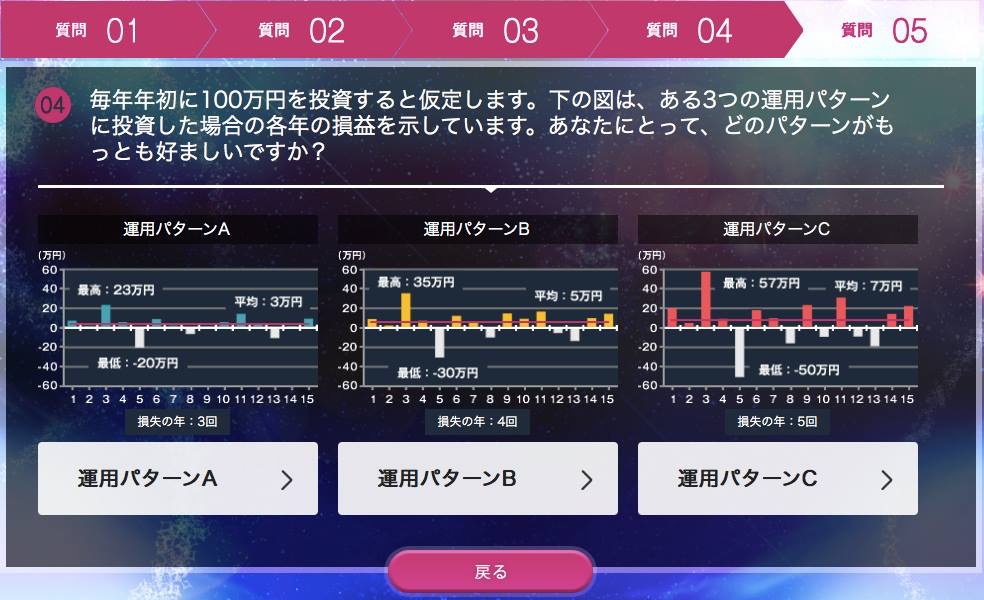 質問 01 質問 02 質問 03 質問 04 質問 05
04 毎年年初に100万円を投資すると仮定します。下の図は、ある3つの運用パターン
に投資した場合の各年の損益を示しています。あなたにとって、どのパターンがも
っとも好ましいですか？
運用パターンA
(万円)
60
40
20
0
-20
-40
-60
最高：23万円
平均：3万円
最低：-20万円
1 2 3 4 5 6 7 8 9 10 11 12 13 14 15
損失の年：3回
運用パターンB
(万円)
60
40
20
0
-20
-40
-60
最高：35万円
平均：5万円
最低：-30万円
1 2 3 4 5 6 7 8 9 10 11 12 13 14 15
損失の年：4回
運用パターンC
(万円)
60
40
20
0
-20
-40
-60
最高：57万円
平均：7万円
最低：-50万円
1 2 3 4 5 6 7 8 9 10 11 12 13 14 15
損失の年：5回
運用パターンA
運用パターンB
運用パターンC
戻る